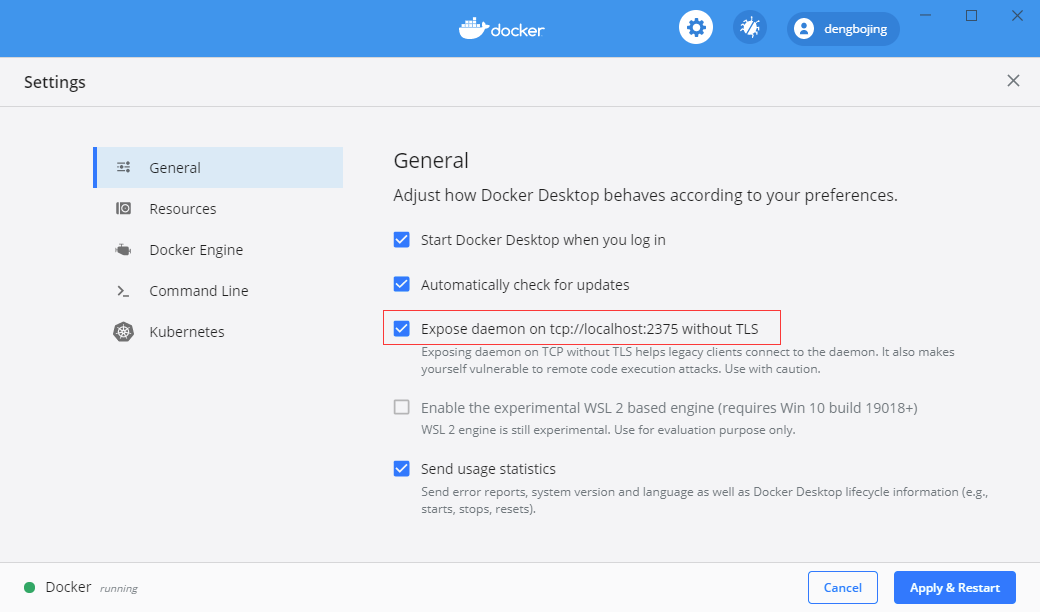 docker
dengbojing
Settings
General
Resources
Docker Engine
Command Line
Kubernetes
General
Adjust how Docker Desktop behaves according to your preferences.
Start Docker Desktop when you log in
Automatically check for updates
Expose daemon on tcp://localhost:2375 without TLS
Exposing daemon on TCP without TLS helps legacy clients connect to the daemon. It also makes
yourself vulnerable to remote code execution attacks. Use with caution.
Enable the experimental WSL 2 based engine (requires Win 10 build 19018+)
WSL 2 engine is still experimental. Use for evaluation purpose only.
Send usage statistics
Send error reports, system version and language as well as Docker Desktop lifecycle information (e.g.,
starts, stops, resets).
Docker running
Cancel
Apply & Restart